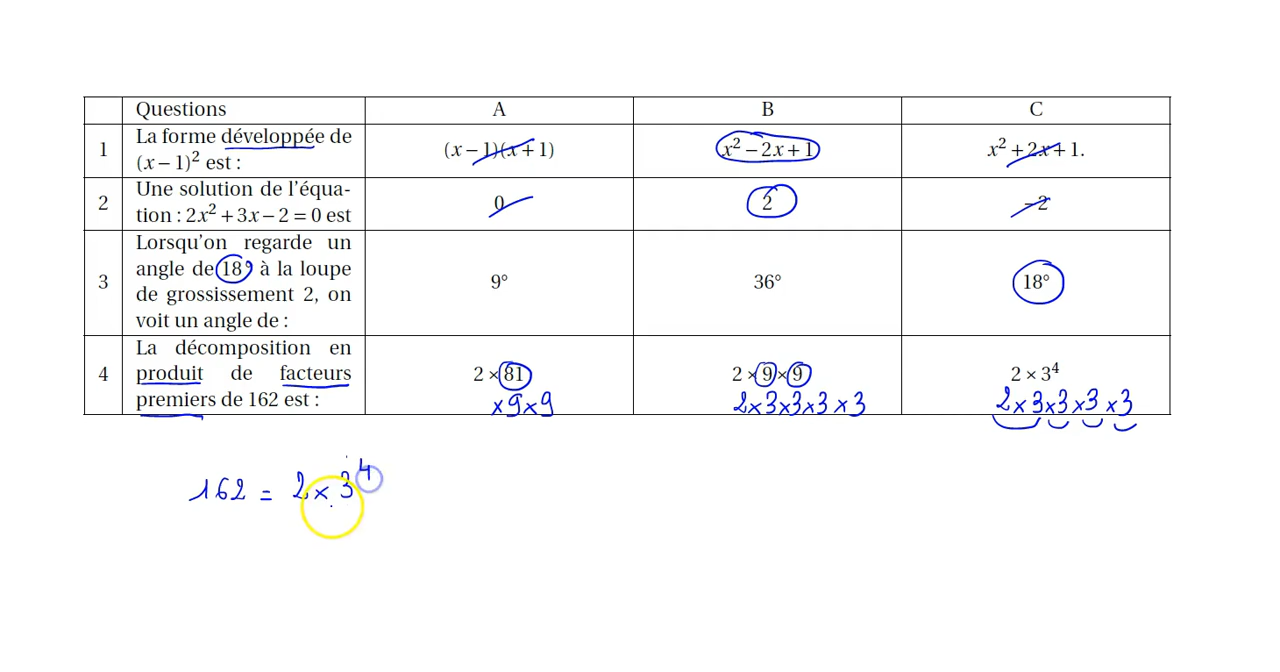 Questions A B C
1 La forme développée de (x − 1)(x + 1) x² − 2x + 1 x² + 2x + 1.
(x − 1)² est :
2 Une solution de l'équa- 0 2 −2
tion : 2x² + 3x − 2 = 0 est
Lorsqu'on regarde un
angle de 18° à la loupe
3 9° 36° 18°
de grossissement 2, on
voit un angle de :
La décomposition en
4 produit de facteurs 2 × 81 2 × 9 × 9 2 × 3⁴
premiers de 162 est : × 9 × 9 2 × 3 × 3 × 3 × 3 2 × 3 × 3 × 3 × 3
162 = 2 × 3⁴